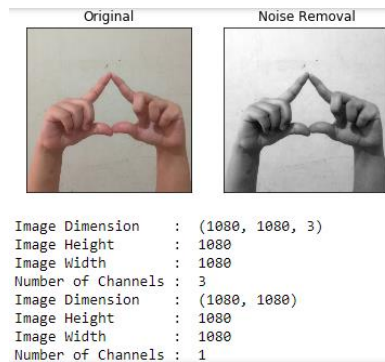 Original Noise Removal
Image Dimension : (1080, 1080, 3)
Image Height : 1080
Image Width : 1080
Number of Channels : 3
Image Dimension : (1080, 1080)
Image Height : 1080
Image Width : 1080
Number of Channels : 1